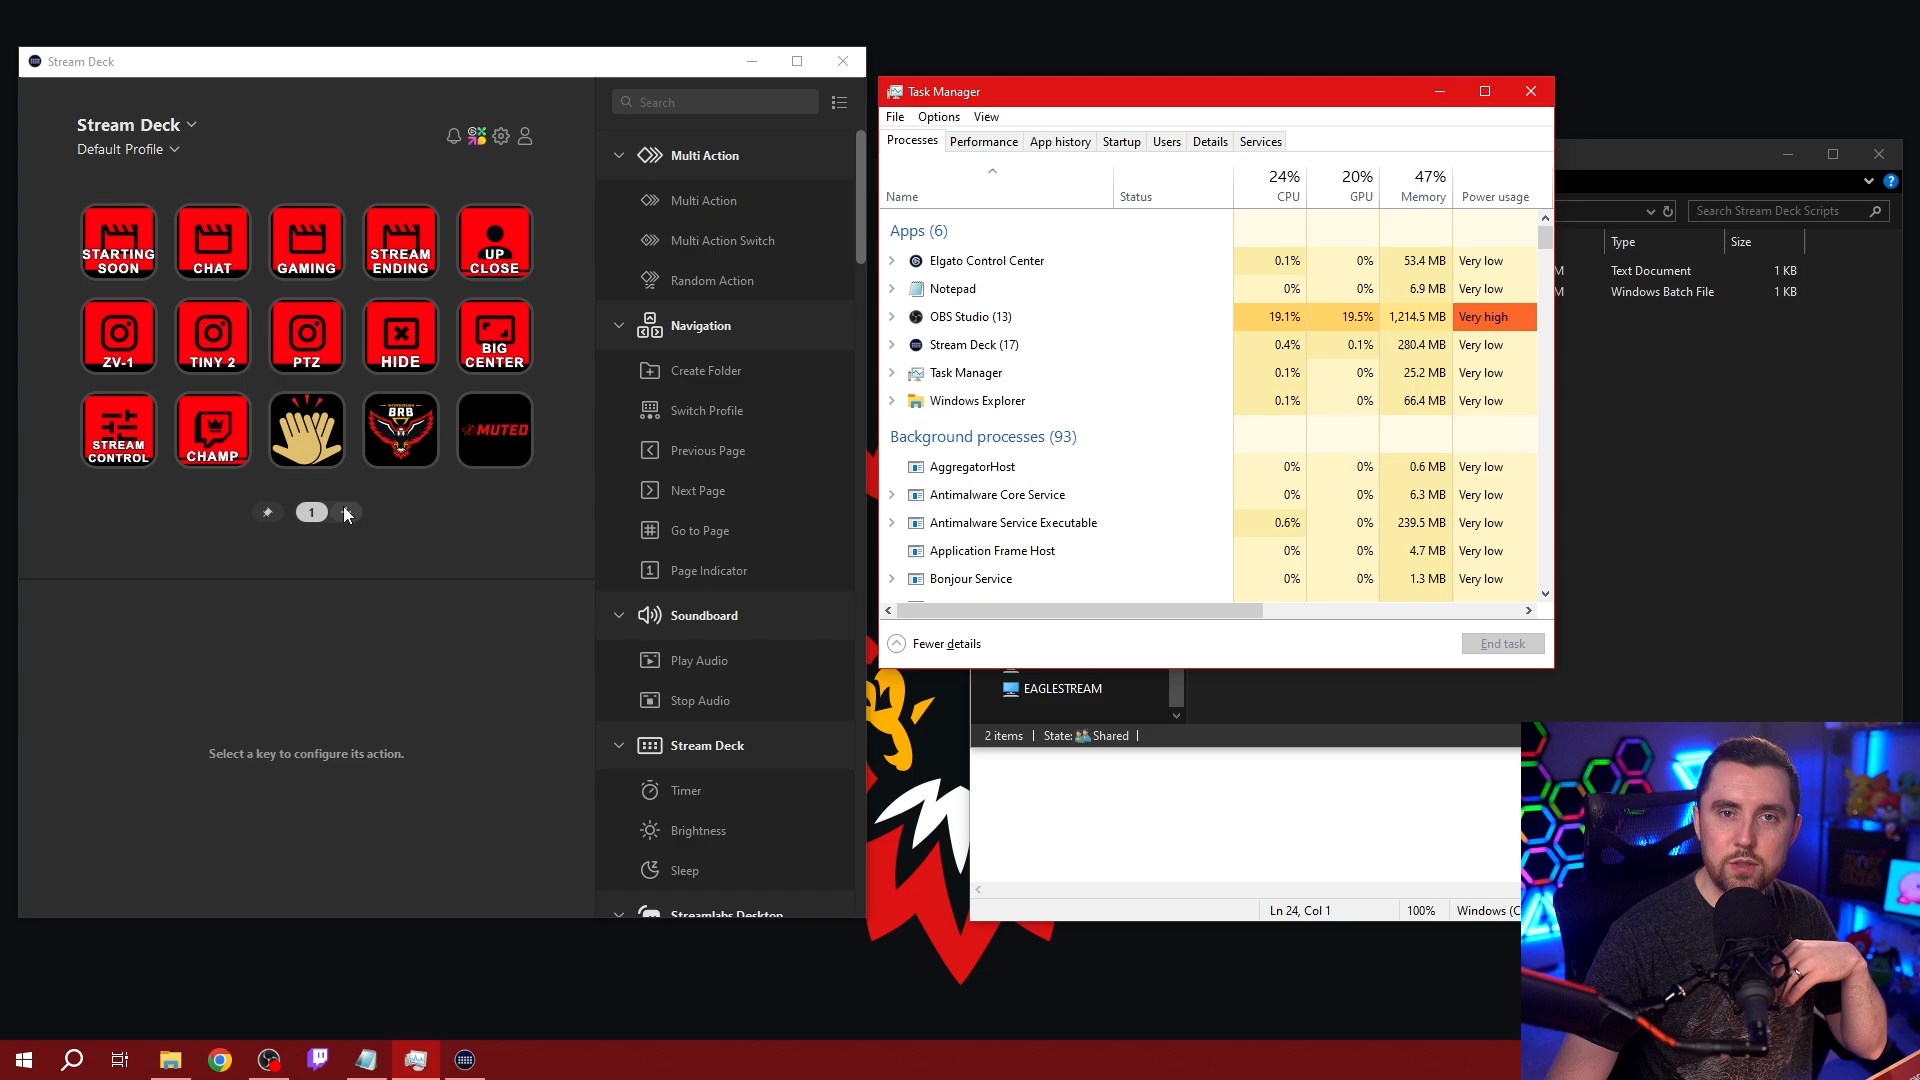 Stream Deck
Stream Deck
Default Profile
STARTING
SOON
CHAT
GAMING
STREAM
ENDING
UP
CLOSE
ZV-1
TINY 2
PTZ
HIDE
BIG
CENTER
STREAM
CONTROL
CHAMP
BRB
MUTED
1
Select a key to configure its action.
Search
Multi Action
Multi Action
Multi Action Switch
Random Action
Navigation
Create Folder
Switch Profile
Previous Page
Next Page
Go to Page
1 Page Indicator
Soundboard
Play Audio
Stop Audio
Stream Deck
Timer
Brightness
Sleep
Streamlabs Desktop
Task Manager
File Options View
Processes Performance App history Startup Users Details Services
24% 20% 47%
Name Status CPU GPU Memory Power usage
Apps (6)
Elgato Control Center 0.1% 0% 53.4 MB Very low
Notepad 0% 0% 6.9 MB Very low
OBS Studio (13) 19.1% 19.5% 1,214.5 MB Very high
Stream Deck (17) 0.4% 0.1% 280.4 MB Very low
Task Manager 0.1% 0% 25.2 MB Very low
Windows Explorer 0.1% 0% 66.4 MB Very low
Background processes (93)
AggregatorHost 0% 0% 0.6 MB Very low
Antimalware Core Service 0% 0% 6.3 MB Very low
Antimalware Service Executable 0.6% 0% 239.5 MB Very low
Application Frame Host 0% 0% 4.7 MB Very low
Bonjour Service 0% 0% 1.3 MB Very low
Fewer details End task
?
Search Stream Deck Scripts
Type Size
M Text Document 1 KB
M Windows Batch File 1 KB
EAGLESTREAM
2 items State: Shared
Ln 24, Col 1 100% Windows (C